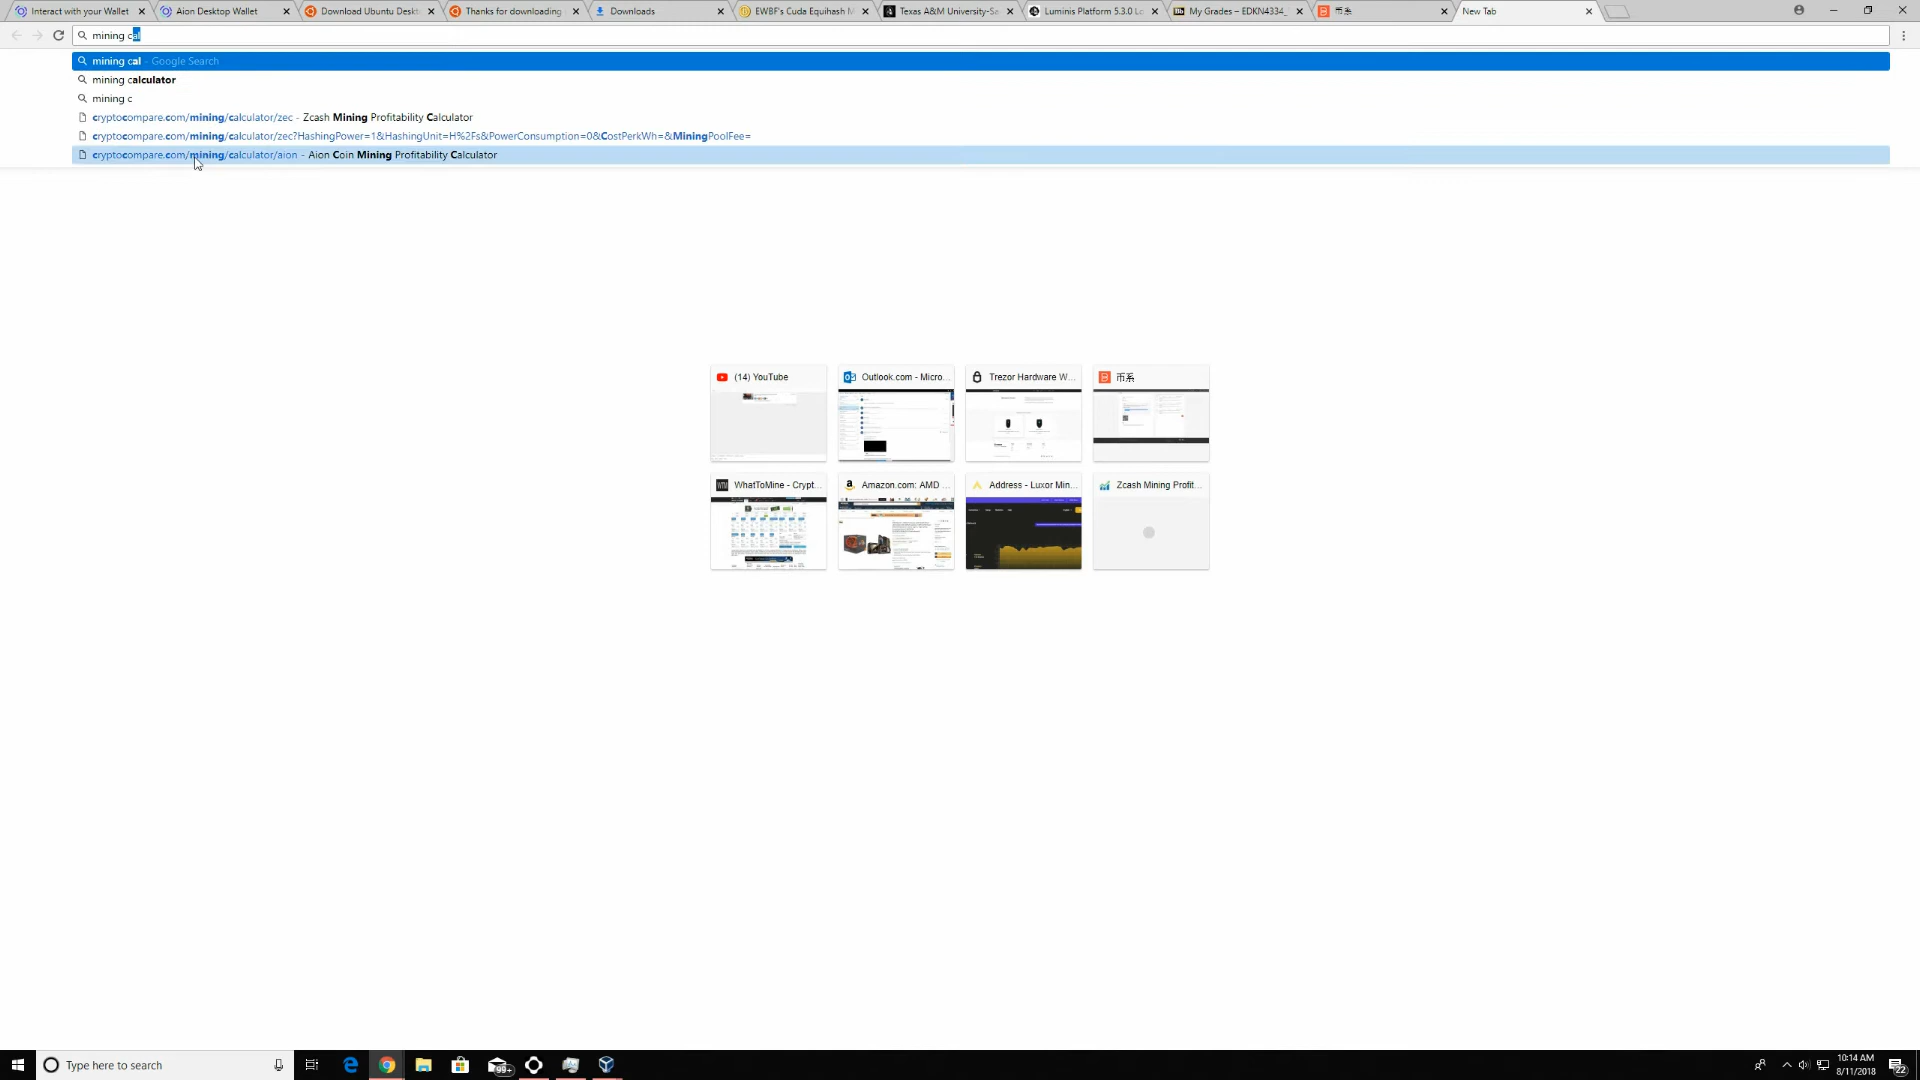 Interact with your Wallet
Aion Desktop Wallet
Download Ubuntu Deskt
Thanks for downloading
Downloads
EWBF's Cuda Equihash M
Texas A&M University-Sa
Luminis Platform 5.3.0 Lo
My Grades – EDKN4334_
币系
New Tab
mining cal
mining cal - Google Search
mining calculator
mining c
cryptocompare.com/mining/calculator/zec - Zcash Mining Profitability Calculator
cryptocompare.com/mining/calculator/zec?HashingPower=1&HashingUnit=H%2Fs&PowerConsumption=0&CostPerkWh=&MiningPoolFee=
cryptocompare.com/mining/calculator/aion - Aion Coin Mining Profitability Calculator
(14) YouTube
Outlook.com - Micro...
Trezor Hardware W...
币系
WhatToMine - Crypt...
Amazon.com: AMD ...
Address - Luxor Min...
Zcash Mining Profit...
Type here to search
99+
10:14 AM
8/11/2018
22